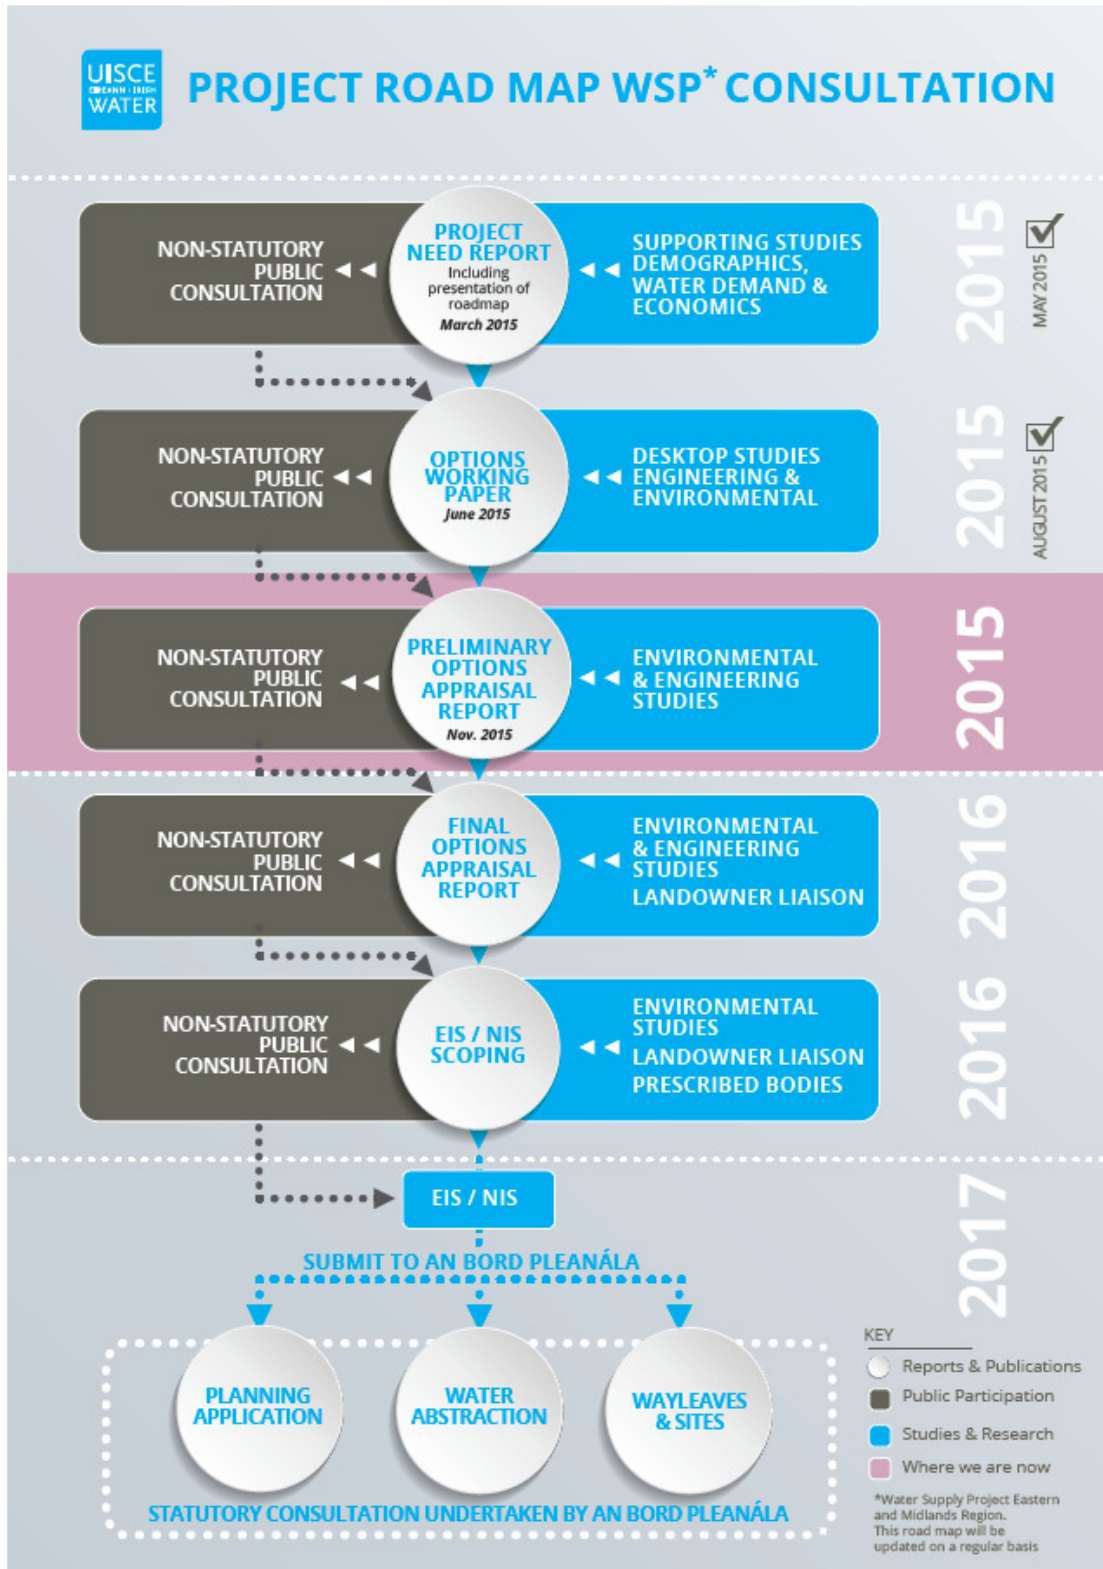 UISCE
ÉIREANN : IRISH
WATER
PROJECT ROAD MAP WSP* CONSULTATION
NON-STATUTORY
PUBLIC
CONSULTATION
PROJECT
NEED REPORT
Including
presentation of
roadmap
March 2015
SUPPORTING STUDIES
DEMOGRAPHICS,
WATER DEMAND &
ECONOMICS
2015
MAY 2015
NON-STATUTORY
PUBLIC
CONSULTATION
OPTIONS
WORKING
PAPER
June 2015
DESKTOP STUDIES
ENGINEERING &
ENVIRONMENTAL
2015
AUGUST 2015
NON-STATUTORY
PUBLIC
CONSULTATION
PRELIMINARY
OPTIONS
APPRAISAL
REPORT
Nov. 2015
ENVIRONMENTAL
& ENGINEERING
STUDIES
2015
NON-STATUTORY
PUBLIC
CONSULTATION
FINAL
OPTIONS
APPRAISAL
REPORT
ENVIRONMENTAL
& ENGINEERING
STUDIES
LANDOWNER LIAISON
2016
NON-STATUTORY
PUBLIC
CONSULTATION
EIS / NIS
SCOPING
ENVIRONMENTAL
STUDIES
LANDOWNER LIAISON
PRESCRIBED BODIES
2016
EIS / NIS
2017
SUBMIT TO AN BORD PLEANÁLA
PLANNING
APPLICATION
WATER
ABSTRACTION
WAYLEAVES
& SITES
STATUTORY CONSULTATION UNDERTAKEN BY AN BORD PLEANÁLA
KEY
Reports & Publications
Public Participation
Studies & Research
Where we are now
*Water Supply Project Eastern
and Midlands Region.
This road map will be
updated on a regular basis